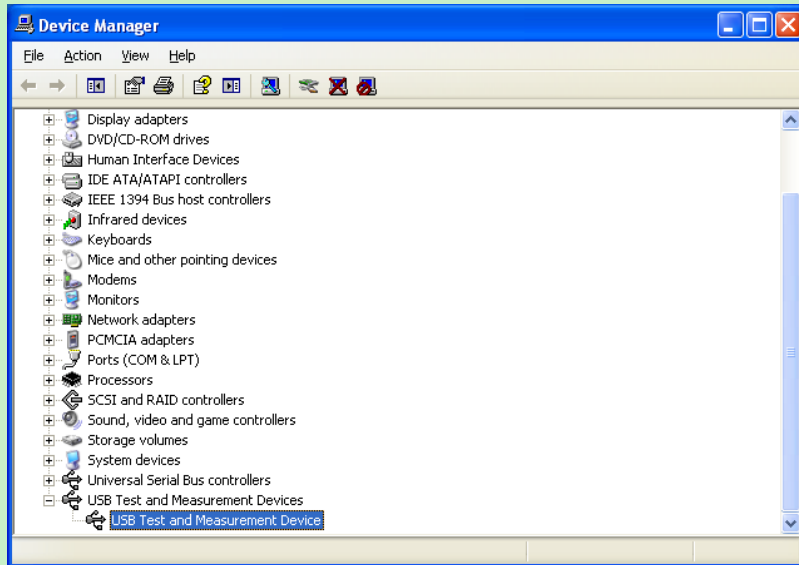 Device Manager
File Action View Help
Display adapters
DVD/CD-ROM drives
Human Interface Devices
IDE ATA/ATAPI controllers
IEEE 1394 Bus host controllers
Infrared devices
Keyboards
Mice and other pointing devices
Modems
Monitors
Network adapters
PCMCIA adapters
Ports (COM & LPT)
Processors
SCSI and RAID controllers
Sound, video and game controllers
Storage volumes
System devices
Universal Serial Bus controllers
USB Test and Measurement Devices
USB Test and Measurement Device